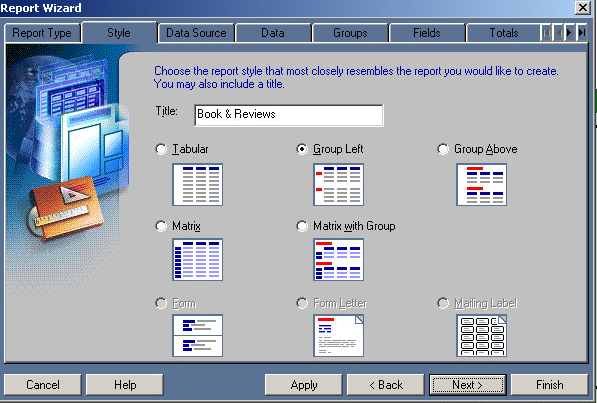 Report Wizard
Report Type Style Data Source Data Groups Fields Totals
Choose the report style that most closely resembles the report you would like to create.
You may also include a title.
Title: Book & Reviews
Tabular Group Left Group Above
Matrix Matrix with Group
Form Form Letter Mailing Label
Cancel Help Apply < Back Next > Finish